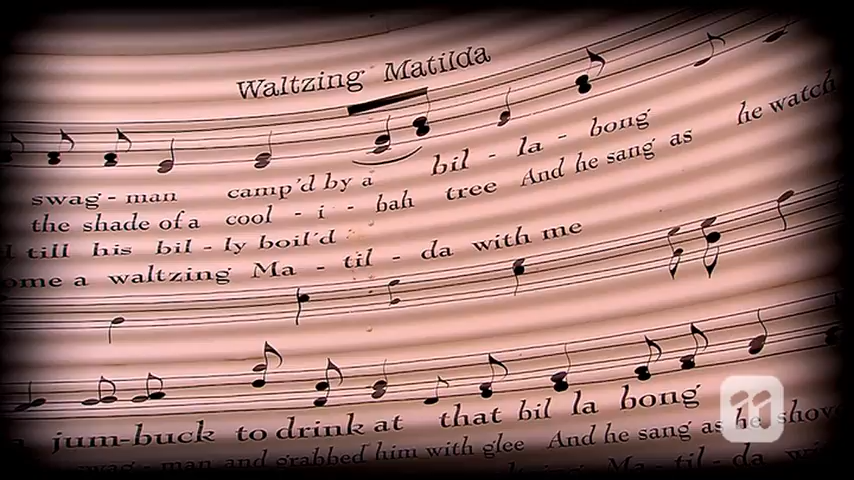 Waltzing Matilda
swag - man camp'd by a bil - la - bong he watch
the shade of a cool - i - bah tree And he sang as
till his bil - ly boil'd
ome a waltzing Ma - til - da with me
jum-buck to drink at that bil la bong
swag - man and grabbed him with glee And he sang as he shove
Ma - til - da